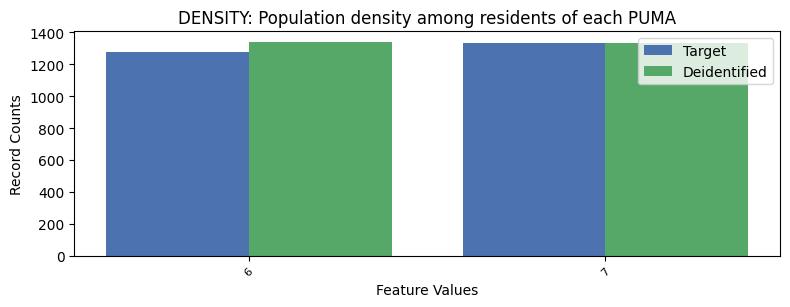 DENSITY: Population density among residents of each PUMA
1400
1200
1000
800
600
400
200
0
Record Counts
Target
Deidentified
6
7
Feature Values